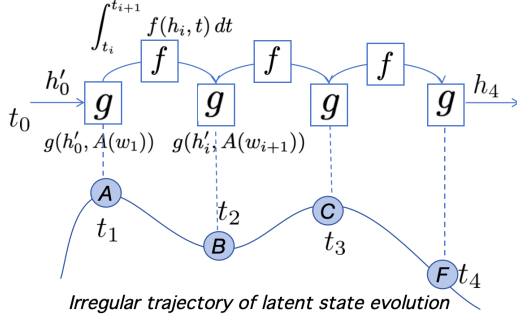 ∫_{t_i}^{t_{i+1}} f(h_i, t) dt
f f f
h'_0 h_4
g g g g
t_0
g(h'_0, A(w_1)) g(h'_i, A(w_{i+1}))
A
t_2
C
t_1
B
t_3
F t_4
Irregular trajectory of latent state evolution